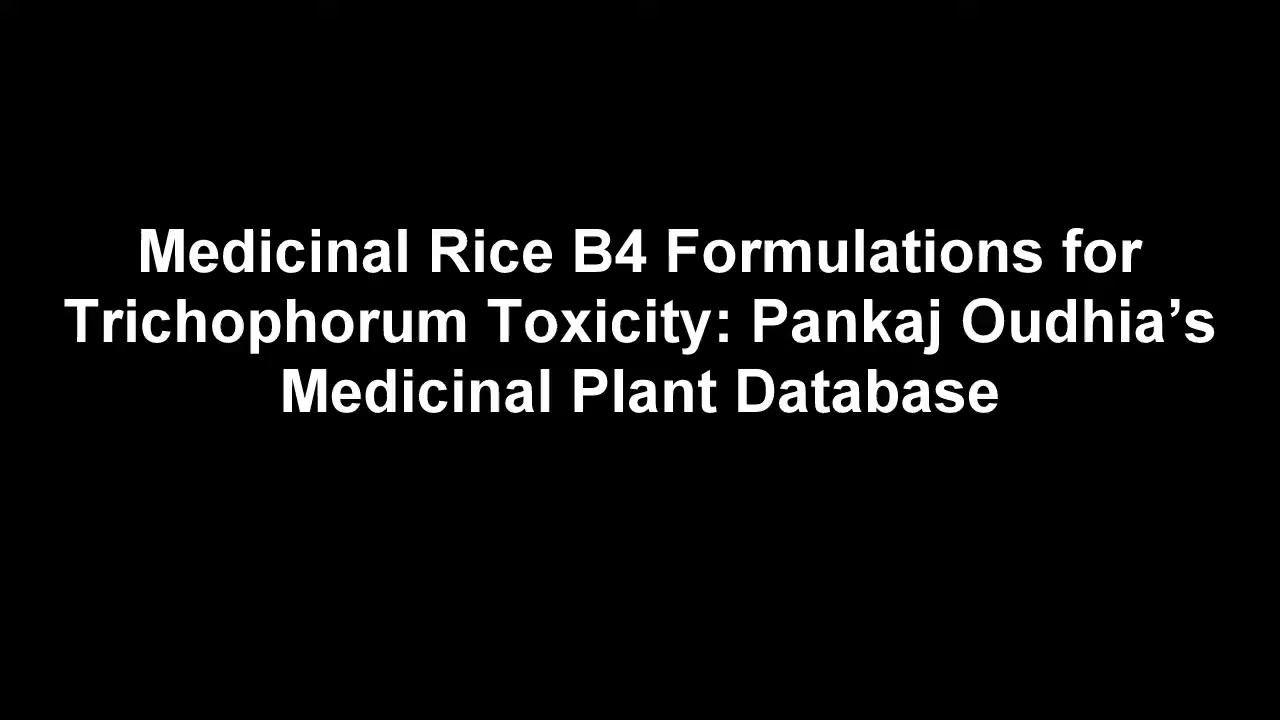 Medicinal Rice B4 Formulations for
Trichophorum Toxicity: Pankaj Oudhia’s
Medicinal Plant Database